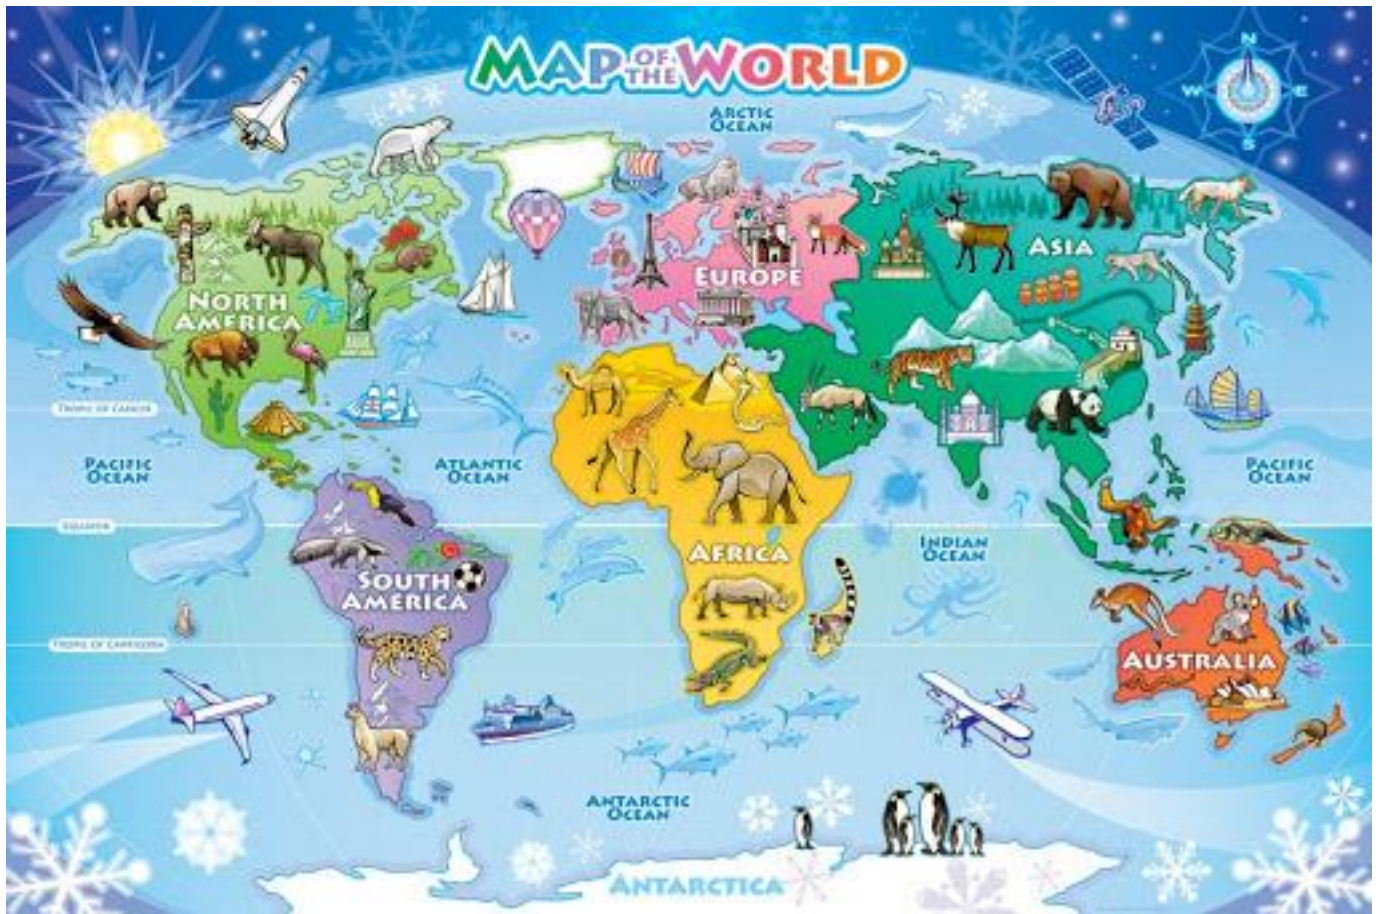 MAP OF THE WORLD
N
W E
S
ARCTIC
OCEAN
NORTH
AMERICA
EUROPE
ASIA
TROPIC OF CANCER
PACIFIC
OCEAN
ATLANTIC
OCEAN
PACIFIC
OCEAN
EQUATOR
AFRICA
INDIAN
OCEAN
SOUTH
AMERICA
TROPIC OF CAPRICORN
AUSTRALIA
ANTARCTIC
OCEAN
ANTARCTICA